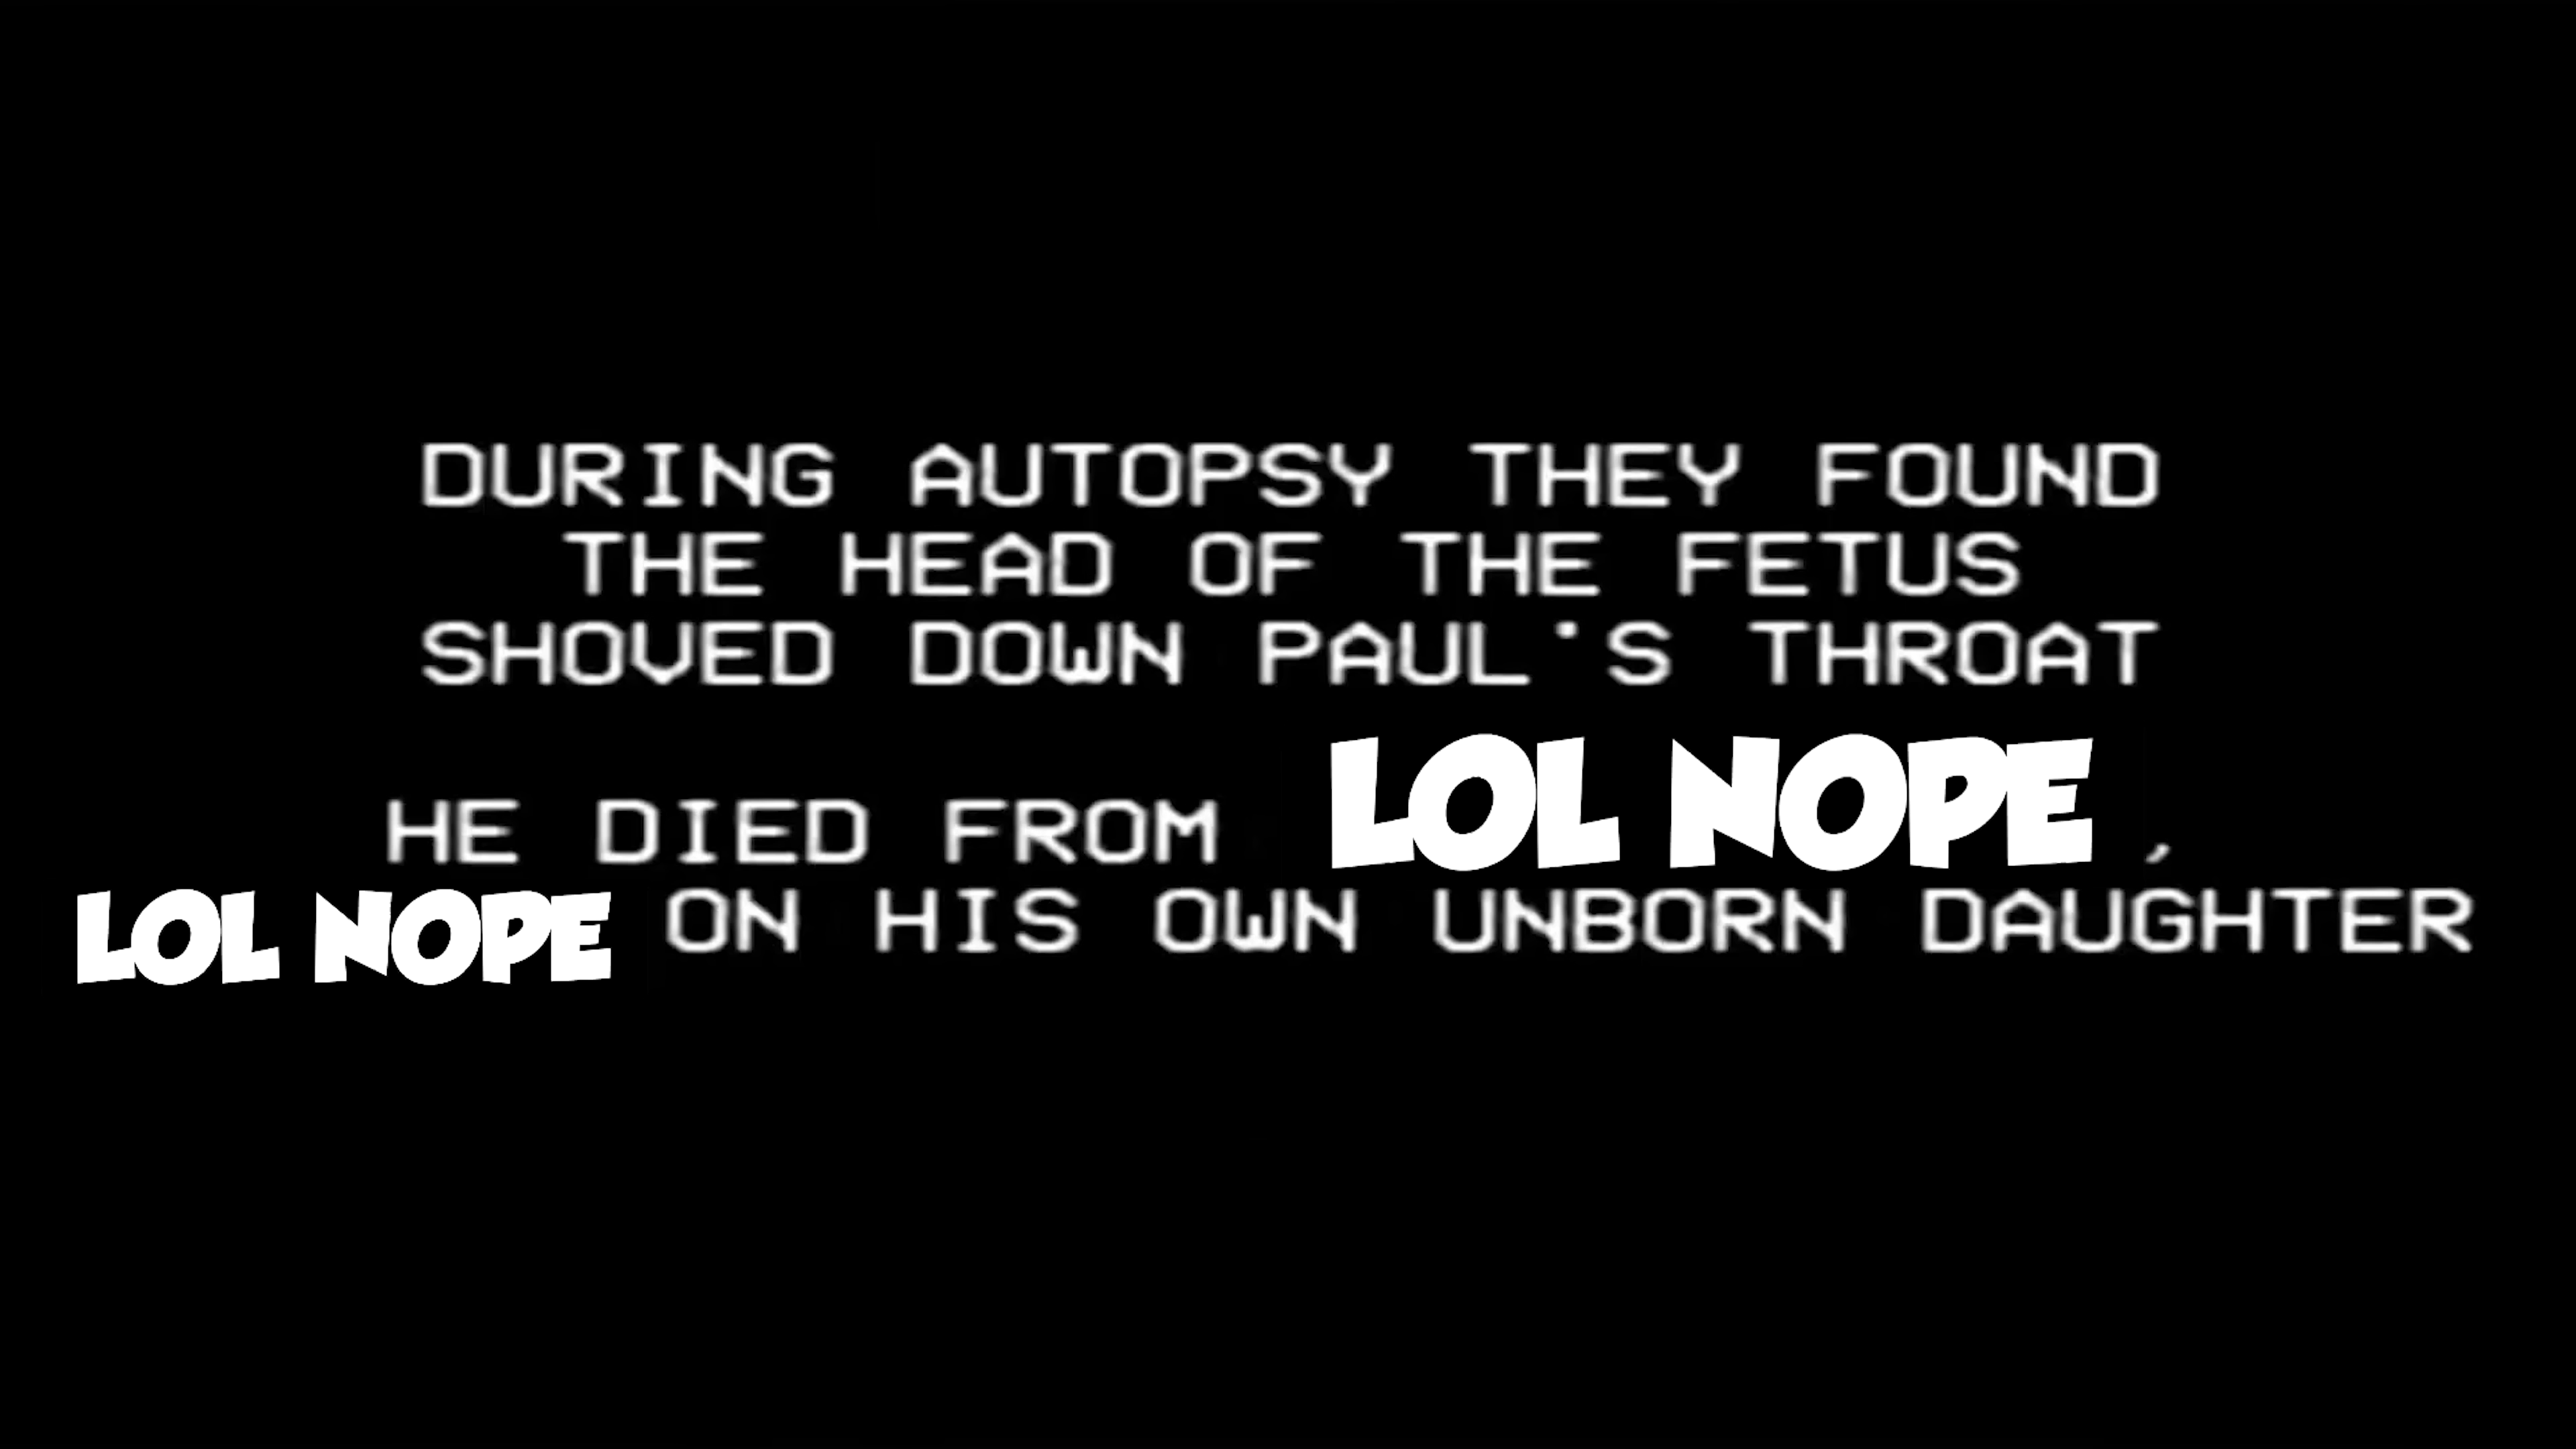 DURING AUTOPSY THEY FOUND
THE HEAD OF THE FETUS
SHOVED DOWN PAUL'S THROAT
HE DIED FROM LOL NOPE,
LOL NOPE ON HIS OWN UNBORN DAUGHTER